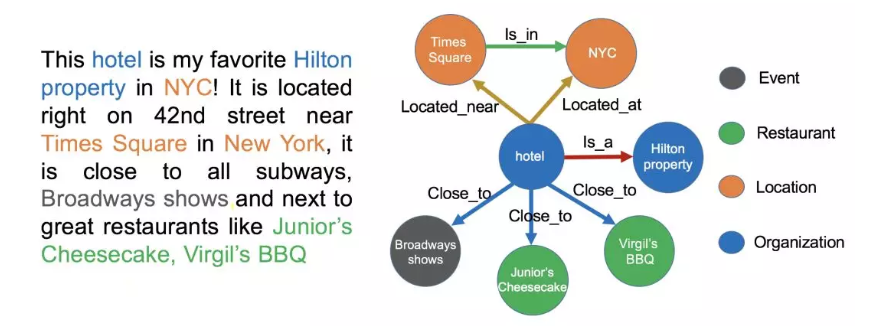 This hotel is my favorite Hilton
property in NYC! It is located
right on 42nd street near
Times Square in New York, it
is close to all subways,
Broadways shows and next to
great restaurants like Junior's
Cheesecake, Virgil's BBQ
Times
Square
Is_in
NYC
Located_near
Located_at
hotel
Is_a
Hilton
property
Close_to
Close_to
Close_to
Broadways
shows
Junior's
Cheesecake
Virgil's
BBQ
Event
Restaurant
Location
Organization